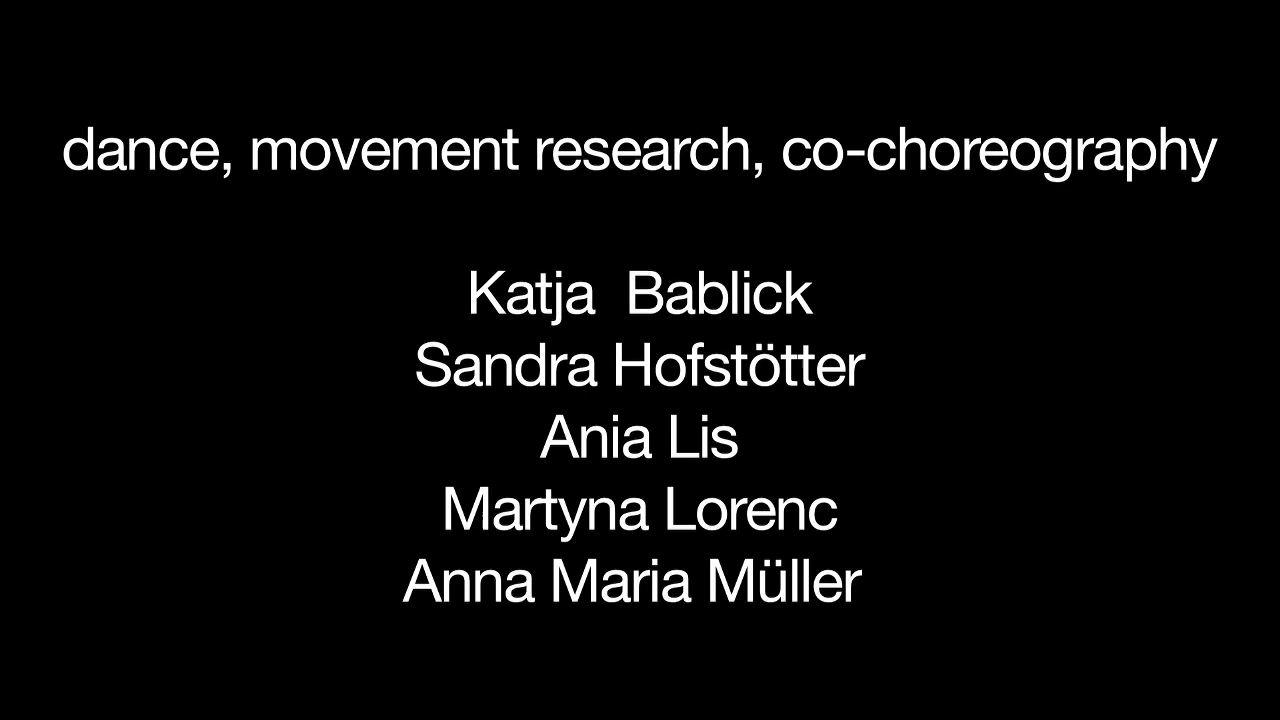 dance, movement research, co-choreography
Katja  Bablick
Sandra Hofstötter
Ania Lis
Martyna Lorenc
Anna Maria Müller